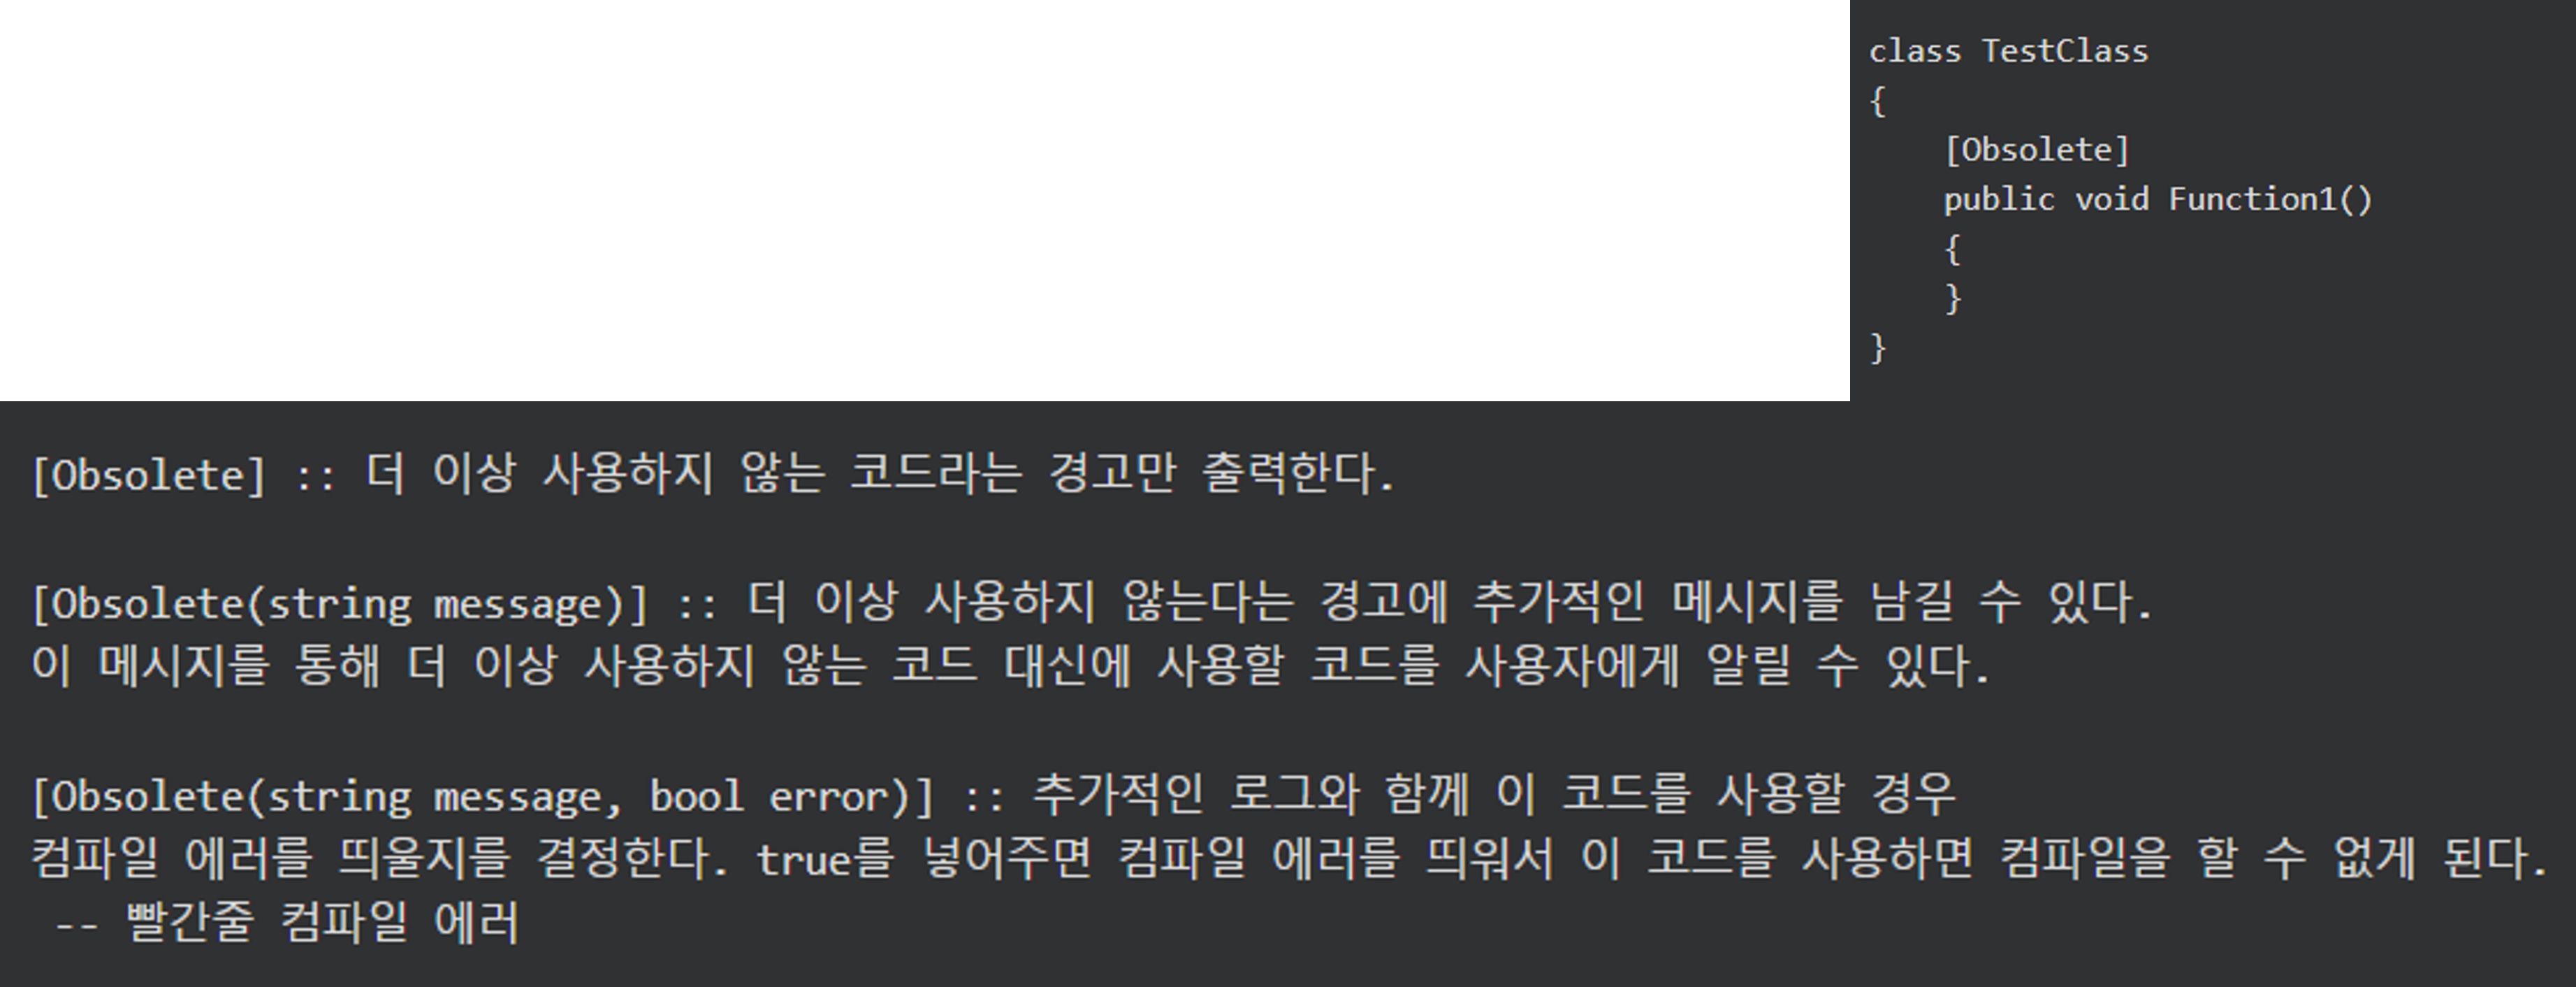 class TestClass
{
    [Obsolete]
    public void Function1()
    {
    }
}
[Obsolete] :: 더 이상 사용하지 않는 코드라는 경고만 출력한다.
[Obsolete(string message)] :: 더 이상 사용하지 않는다는 경고에 추가적인 메시지를 남길 수 있다.
이 메시지를 통해 더 이상 사용하지 않는 코드 대신에 사용할 코드를 사용자에게 알릴 수 있다.
[Obsolete(string message, bool error)] :: 추가적인 로그와 함께 이 코드를 사용할 경우
컴파일 에러를 띄울지를 결정한다. true를 넣어주면 컴파일 에러를 띄워서 이 코드를 사용하면 컴파일을 할 수 없게 된다.
 -- 빨간줄 컴파일 에러